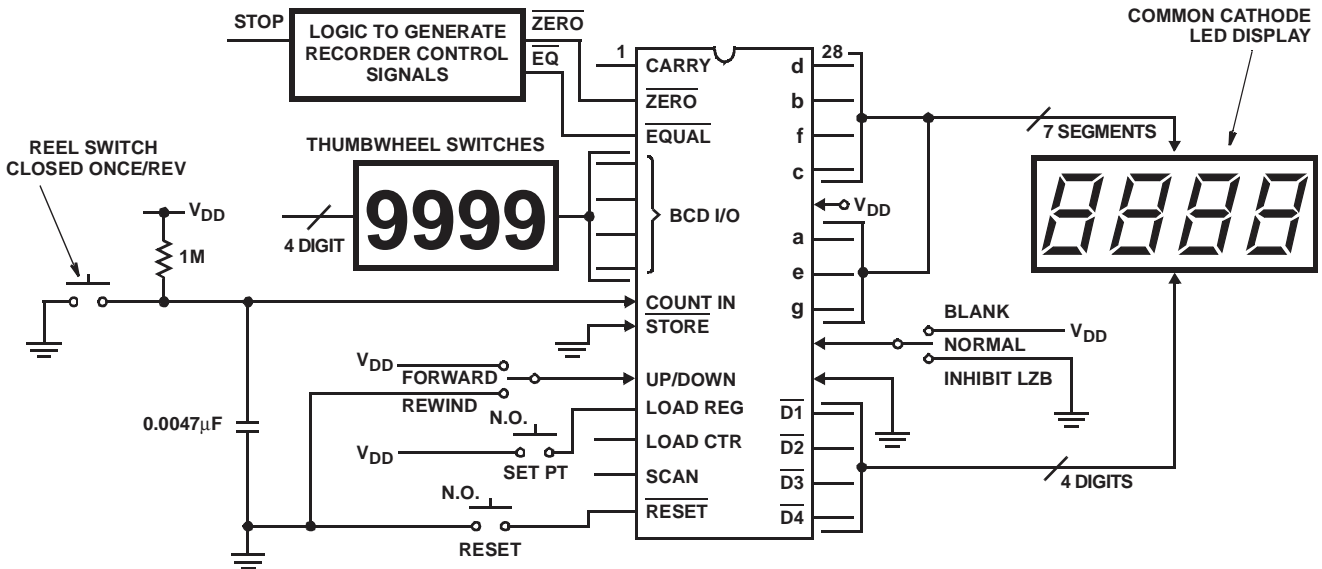 STOP
LOGIC TO GENERATE
RECORDER CONTROL
SIGNALS
ZERO
EQ
COMMON CATHODE
LED DISPLAY
1
28
CARRY
ZERO
EQUAL
BCD I/O
COUNT IN
STORE
UP/DOWN
LOAD REG
LOAD CTR
SCAN
RESET
d
b
f
c
VDD
a
e
g
D1
D2
D3
D4
7 SEGMENTS
8888
4 DIGITS
BLANK
VDD
NORMAL
INHIBIT LZB
THUMBWHEEL SWITCHES
9999
4 DIGIT
REEL SWITCH
CLOSED ONCE/REV
VDD
1M
0.0047μF
VDD
FORWARD
REWIND
N.O.
VDD
SET PT
N.O.
RESET